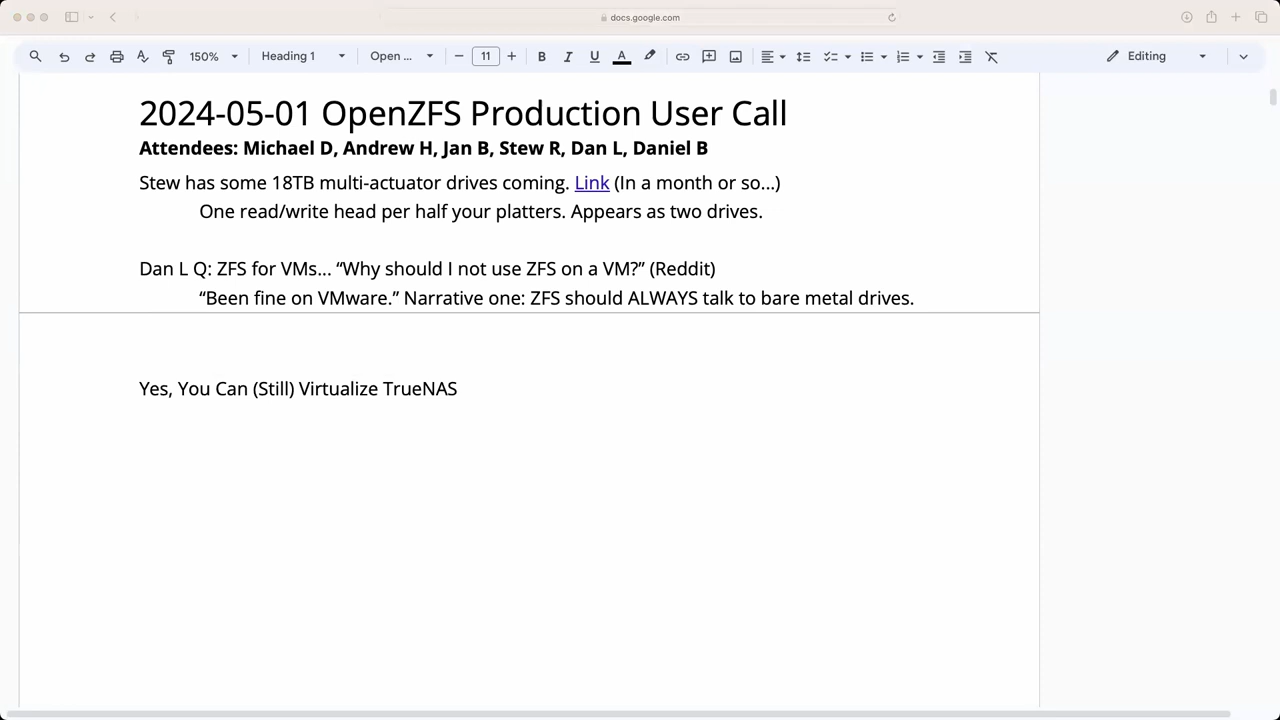 docs.google.com
150%
Heading 1
Open ...
11
B
I
U
A
Editing
2024-05-01 OpenZFS Production User Call
Attendees: Michael D, Andrew H, Jan B, Stew R, Dan L, Daniel B
Stew has some 18TB multi-actuator drives coming. Link (In a month or so...)
One read/write head per half your platters. Appears as two drives.
Dan L Q: ZFS for VMs... “Why should I not use ZFS on a VM?” (Reddit)
“Been fine on VMware.” Narrative one: ZFS should ALWAYS talk to bare metal drives.
Yes, You Can (Still) Virtualize TrueNAS